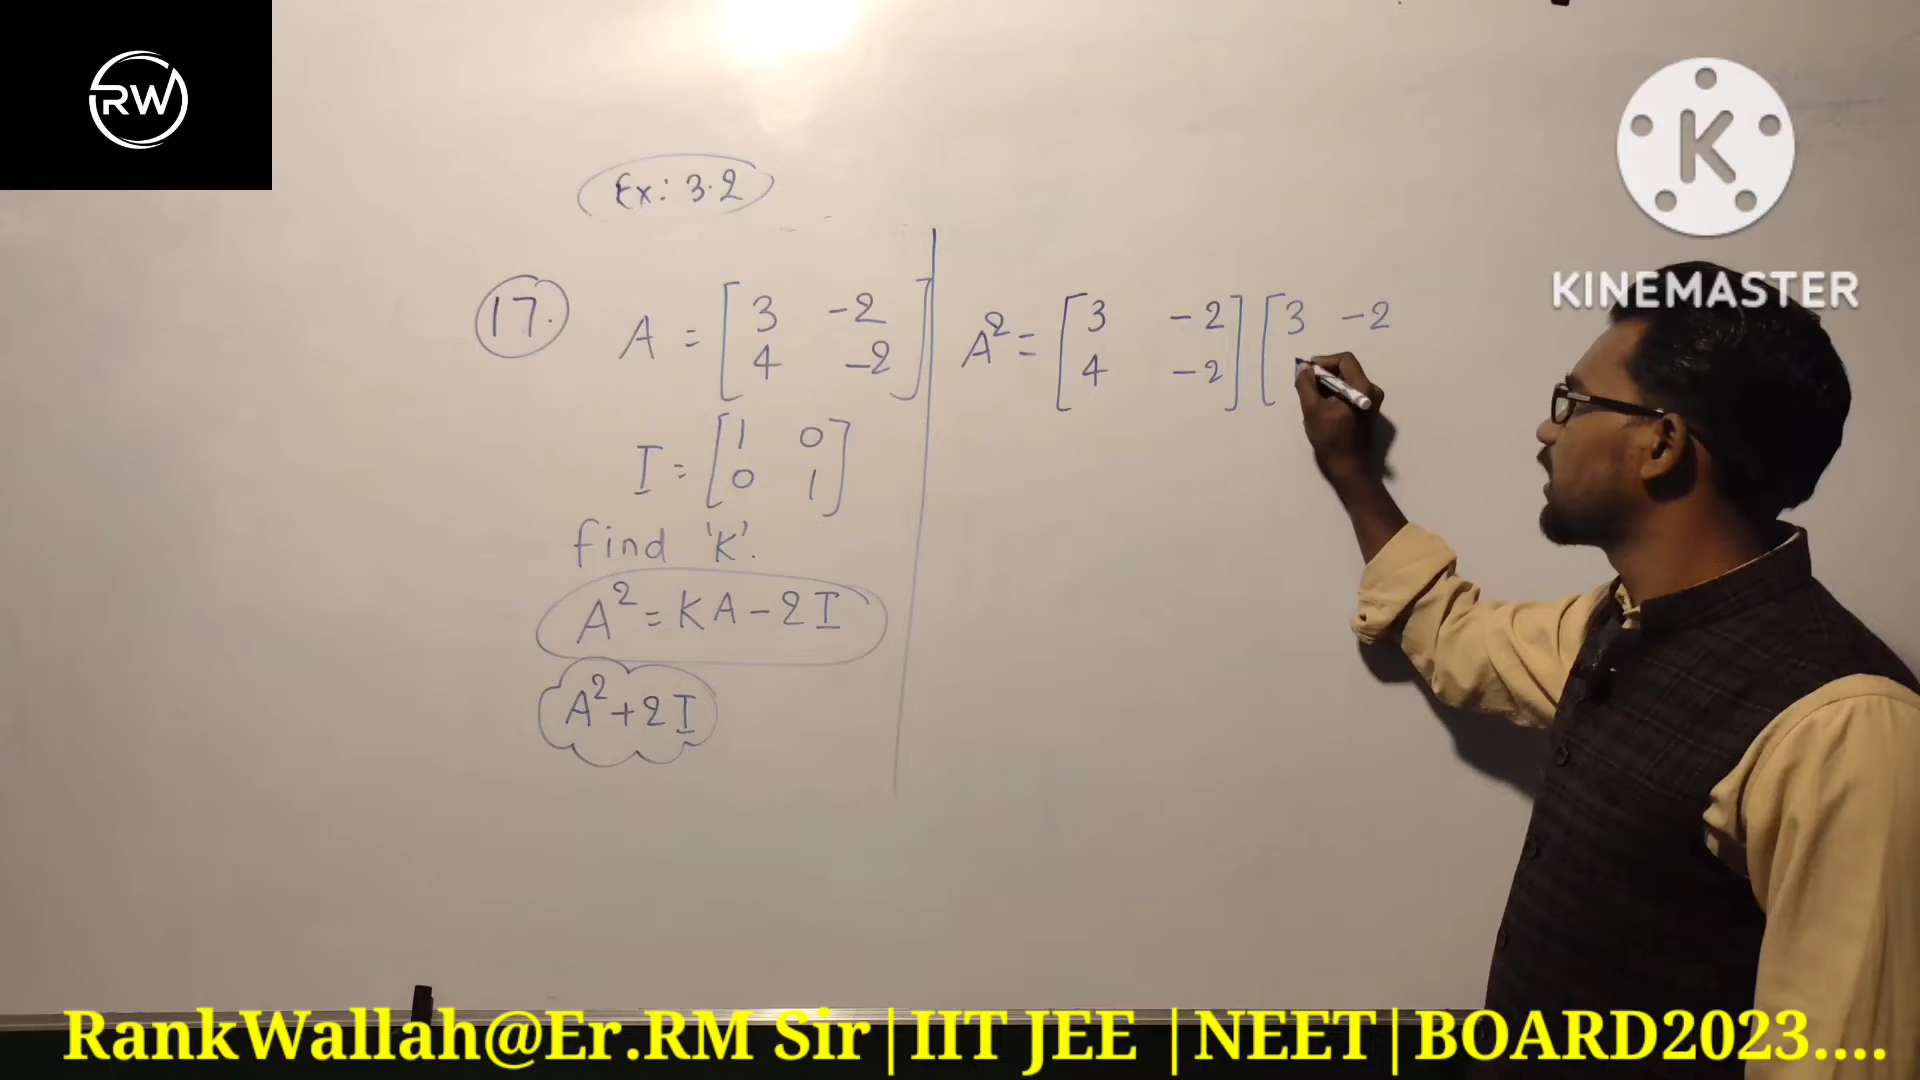 RW
KINEMASTER
Ex: 3.2
17.
A = [3 -2
4 -2]
I = [1 0
0 1]
find 'K'.
A² = KA - 2I
A² + 2I
A² = [3 -2
4 -2] [3 -2
RankWallah@Er.RM Sir|IIT JEE |NEET|BOARD2023....